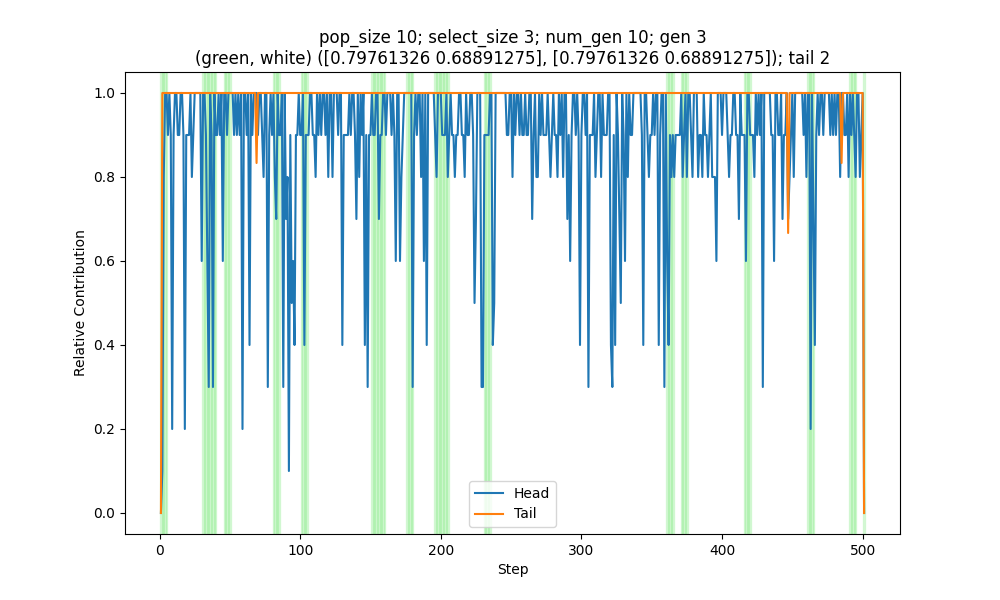 pop_size 10; select_size 3; num_gen 10; gen 3
(green, white) ([0.79761326 0.68891275], [0.79761326 0.68891275]); tail 2
1.0
0.8
0.6
0.4
0.2
0.0
Relative Contribution
Head
Tail
0 100 200 300 400 500
Step